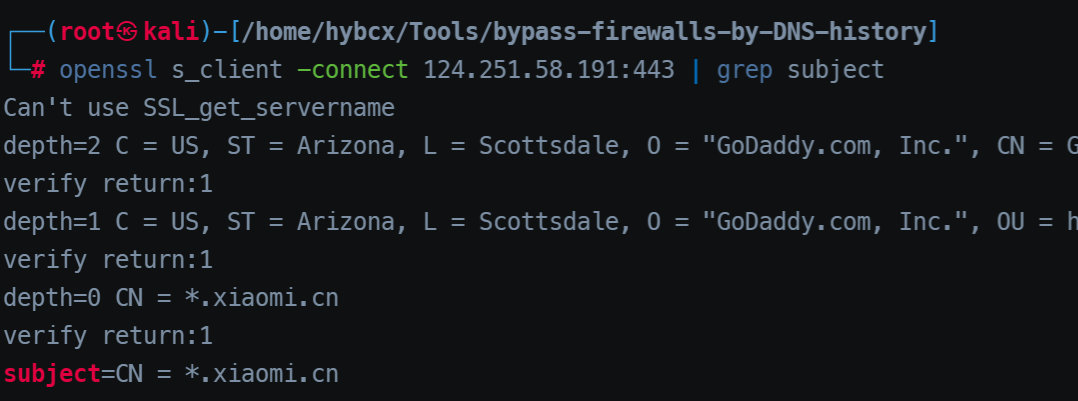 ┌──(root㉿kali)-[/home/hybcx/Tools/bypass-firewalls-by-DNS-history]
└─# openssl s_client -connect 124.251.58.191:443 | grep subject
Can't use SSL_get_servername
depth=2 C = US, ST = Arizona, L = Scottsdale, O = "GoDaddy.com, Inc.", CN = G
verify return:1
depth=1 C = US, ST = Arizona, L = Scottsdale, O = "GoDaddy.com, Inc.", OU = h
verify return:1
depth=0 CN = *.xiaomi.cn
verify return:1
subject=CN = *.xiaomi.cn